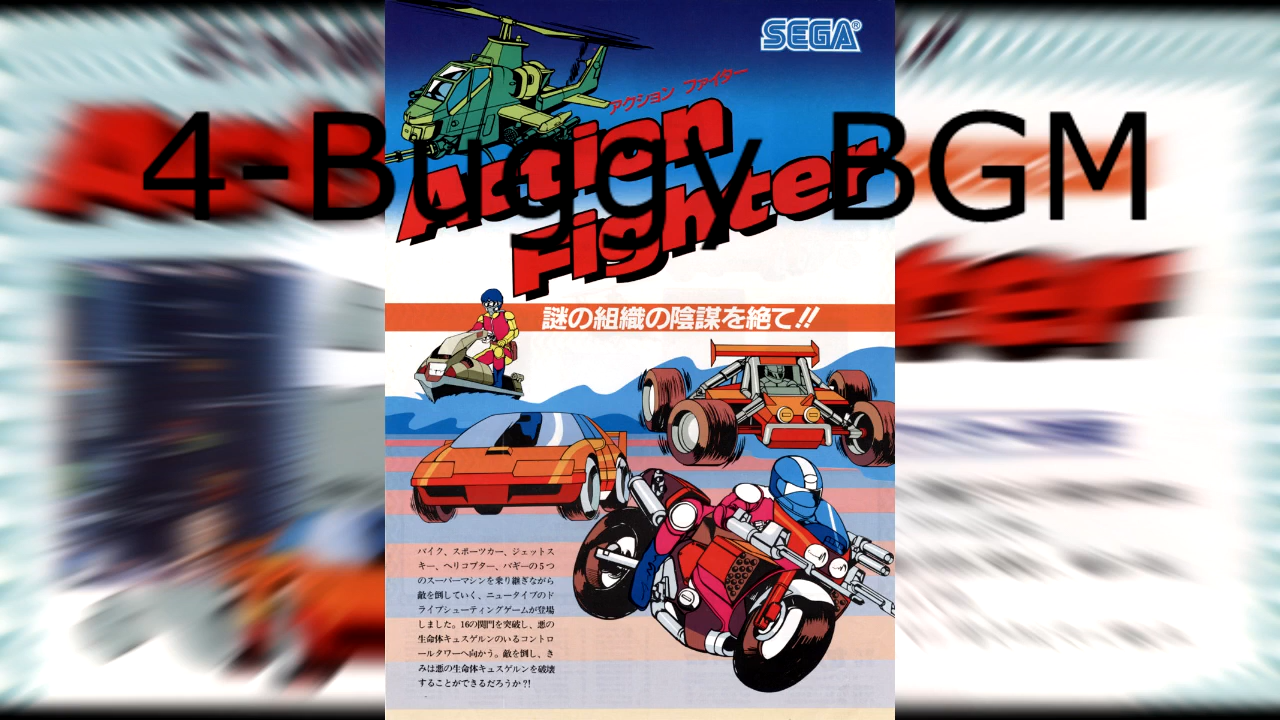 SEGA®
アクション ファイター
4-Buggy BGM
Action
Fighter
謎の組織の陰謀を絶て!!
バイク、スポーツカー、ジェットス
キー、ヘリコプター、バギーの5つ
のスーパーマシンを乗り継ぎながら
敵を倒していく、ニュータイプのド
ライブシューティングゲームが登場
しました。16の関門を突破し、悪の
生命体キュスゲルンのいるコントロ
ールタワーへ向かう。敵を倒し、き
みは悪の生命体キュスゲルンを破壊
することができるだろうか?!